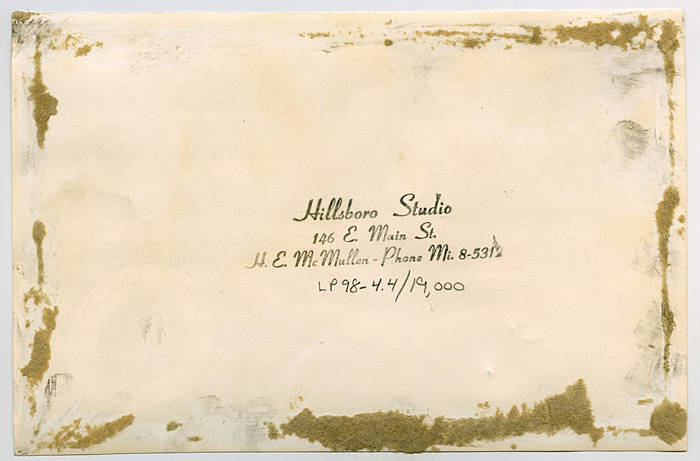 Hillsboro Studio
146 E. Main St.
H. E. McMullen - Phone Mi. 8-5312
LP98-4.4/19,000